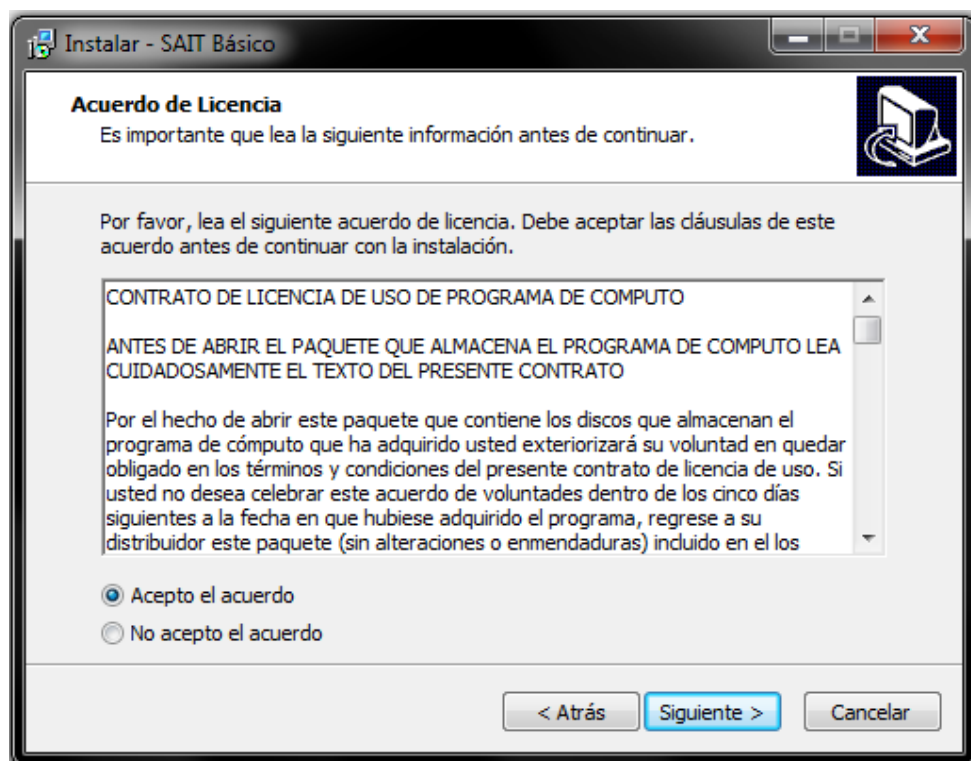 Instalar - SAIT Básico
Acuerdo de Licencia
Es importante que lea la siguiente información antes de continuar.
Por favor, lea el siguiente acuerdo de licencia. Debe aceptar las cláusulas de este
acuerdo antes de continuar con la instalación.
CONTRATO DE LICENCIA DE USO DE PROGRAMA DE COMPUTO
ANTES DE ABRIR EL PAQUETE QUE ALMACENA EL PROGRAMA DE COMPUTO LEA
CUIDADOSAMENTE EL TEXTO DEL PRESENTE CONTRATO
Por el hecho de abrir este paquete que contiene los discos que almacenan el
programa de cómputo que ha adquirido usted exteriorizará su voluntad en quedar
obligado en los términos y condiciones del presente contrato de licencia de uso. Si
usted no desea celebrar este acuerdo de voluntades dentro de los cinco días
siguientes a la fecha en que hubiese adquirido el programa, regrese a su
distribuidor este paquete (sin alteraciones o enmendaduras) incluido en el los
Acepto el acuerdo
No acepto el acuerdo
< Atrás
Siguiente >
Cancelar